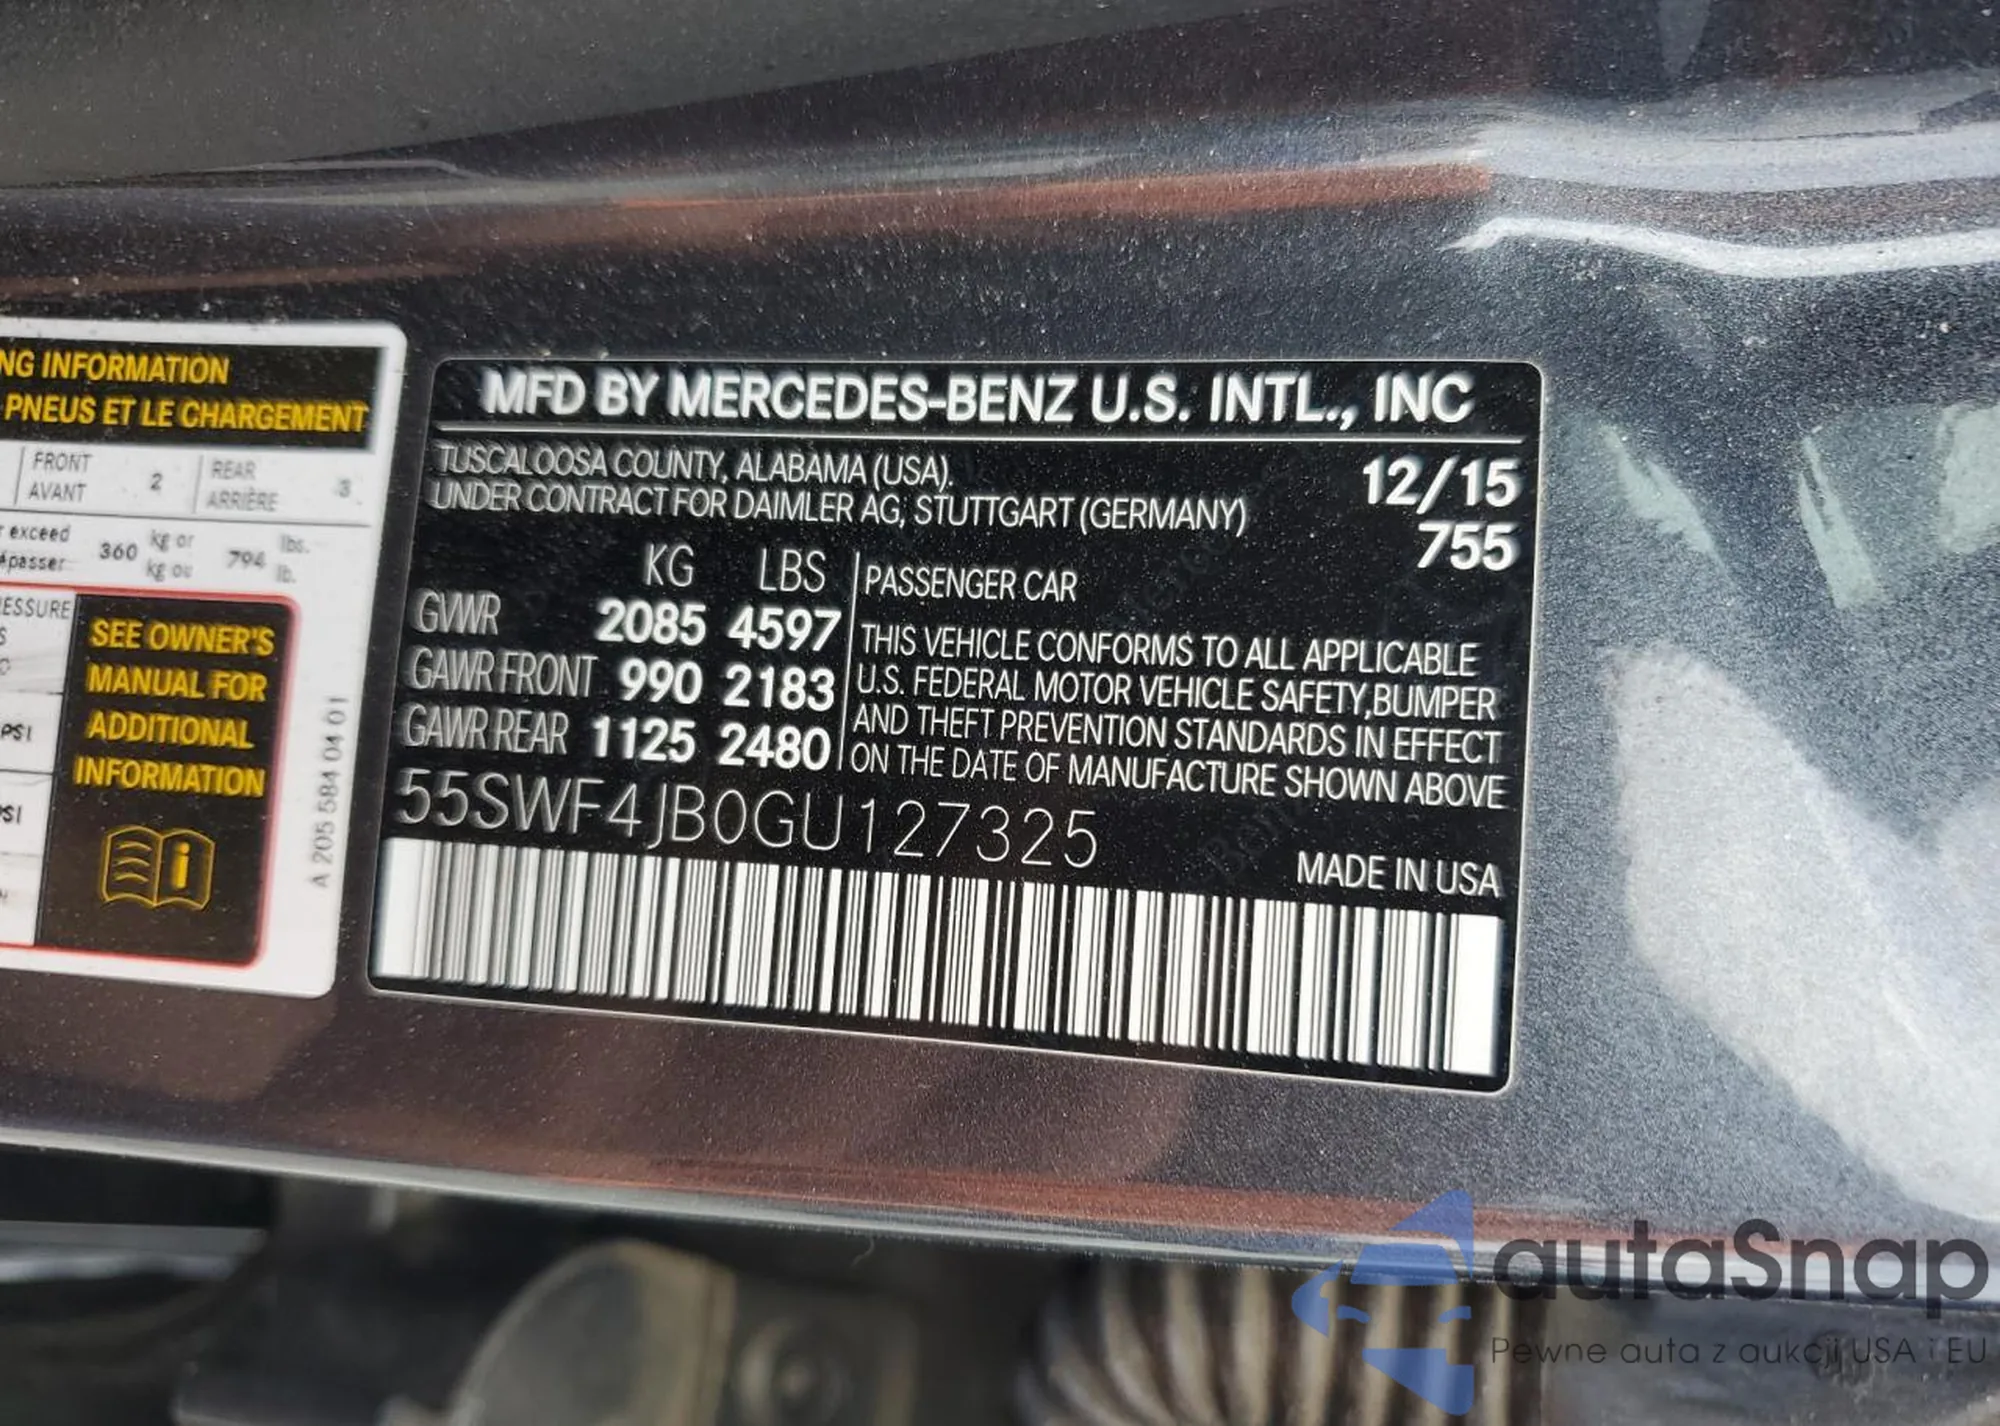 NG INFORMATION
PNEUS ET LE CHARGEMENT
FRONT
AVANT
2
REAR
ARRIÈRE
3
exceed
360
kg or
kg ou
794
lbs.
lb.
SEE OWNER'S
MANUAL FOR
ADDITIONAL
INFORMATION
PSI
A 205 584 04 01
MFD BY MERCEDES-BENZ U.S. INTL., INC
TUSCALOOSA COUNTY, ALABAMA (USA).
UNDER CONTRACT FOR DAIMLER AG, STUTTGART (GERMANY)
12/15
755
KG LBS
GVWR 2085 4597
GAWR FRONT 990 2183
GAWR REAR 1125 2480
PASSENGER CAR
THIS VEHICLE CONFORMS TO ALL APPLICABLE
U.S. FEDERAL MOTOR VEHICLE SAFETY,BUMPER
AND THEFT PREVENTION STANDARDS IN EFFECT
ON THE DATE OF MANUFACTURE SHOWN ABOVE
55SWF4JB0GU127325
MADE IN USA
autaSnap
Pewne auta z aukcji USA i EU